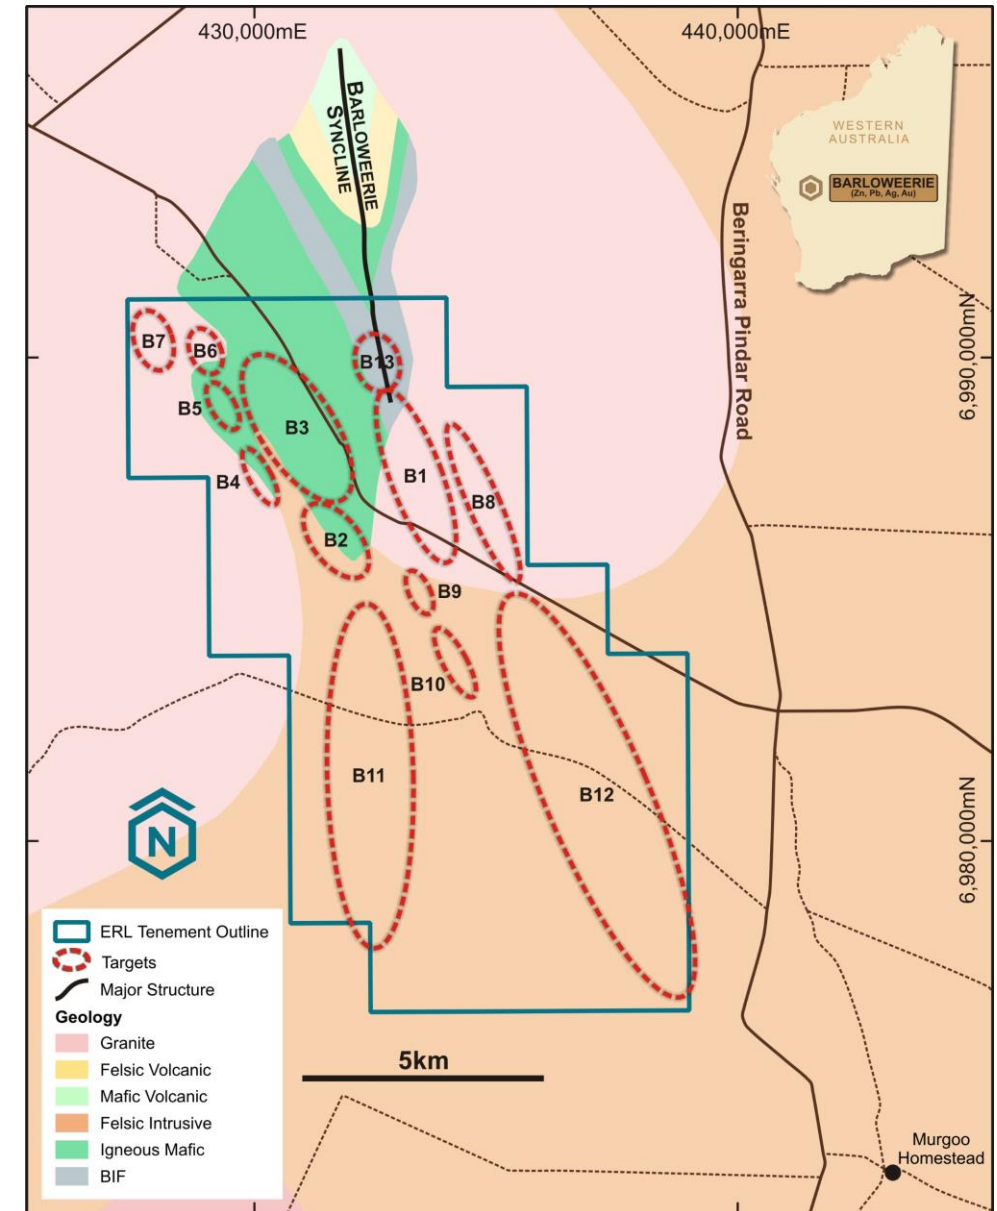 430,000mE
440,000mE
BARLOWEERIE
SYNCLINE
WESTERN
AUSTRALIA
BARLOWEERIE
(Zn, Pb, Ag, Au)
Beringarra Pindar Road
6,990,000mN
B7
B6
B13
B5
B3
B4
B1
B8
B2
B9
B10
B11
B12
6,980,000mN
N
ERL Tenement Outline
Targets
Major Structure
Geology
Granite
Felsic Volcanic
Mafic Volcanic
Felsic Intrusive
Igneous Mafic
BIF
5km
Murgoo
Homestead